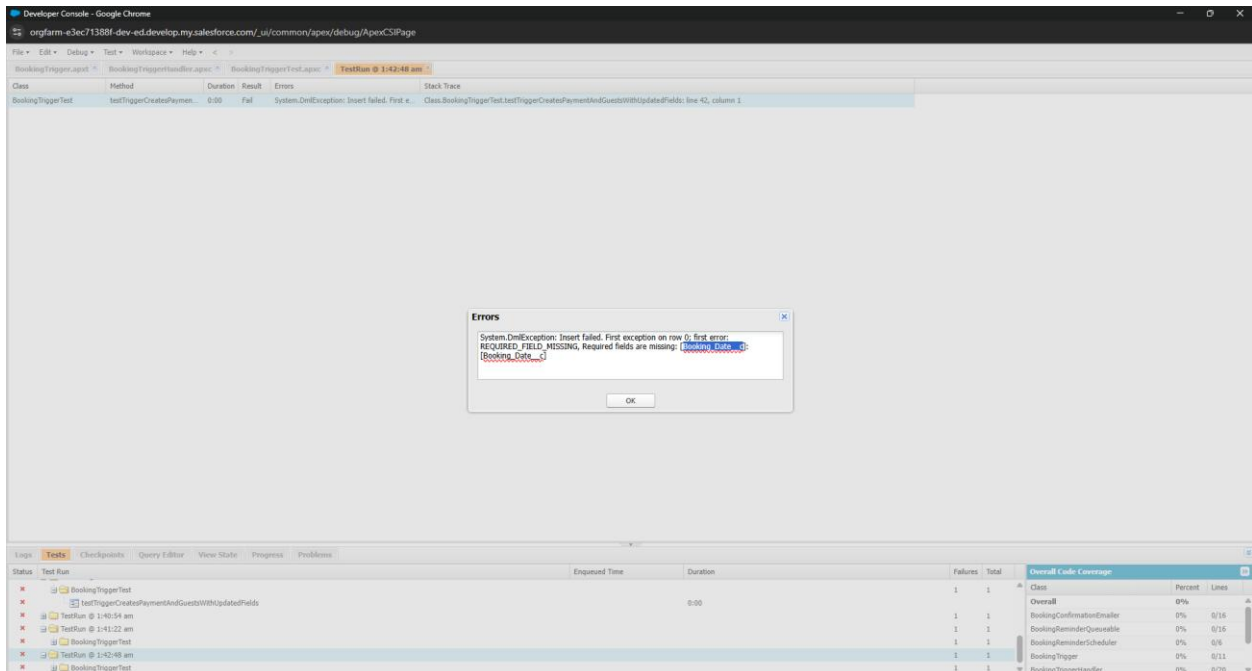 Developer Console - Google Chrome
orgfarm-e3ec71388f-dev-ed.develop.my.salesforce.com/_ui/common/apex/debug/ApexCSIPage
File Edit Debug Test Workspace Help < >
BookingTrigger.apxt BookingTriggerHandler.apxc BookingTriggerTest.apxc TestRun @ 1:42:48 am
Class Method Duration Result Errors Stack Trace
BookingTriggerTest testTriggerCreatesPaymen... 0:00 Fail System.DmlException: Insert failed. First e... Class.BookingTriggerTest.testTriggerCreatesPaymentAndGuestsWithUpdatedFields: line 42, column 1
Errors
System.DmlException: Insert failed. First exception on row 0; first error:
REQUIRED_FIELD_MISSING, Required fields are missing: [Booking_Date__c]:
[Booking_Date__c]
OK
Logs Tests Checkpoints Query Editor View State Progress Problems
Status Test Run Enqueued Time Duration Failures Total Overall Code Coverage
BookingTriggerTest 1 1 Class Percent Lines
testTriggerCreatesPaymentAndGuestsWithUpdatedFields 0:00 Overall 0%
TestRun @ 1:40:54 am 1 1 BookingConfirmationEmailer 0% 0/16
TestRun @ 1:41:22 am 1 1 BookingReminderQueueable 0% 0/16
BookingTriggerTest 1 1 BookingReminderScheduler 0% 0/6
TestRun @ 1:42:48 am 1 1 BookingTrigger 0% 0/11
BookingTriggerTest 1 1 BookingTriggerHandler 0% 0/20